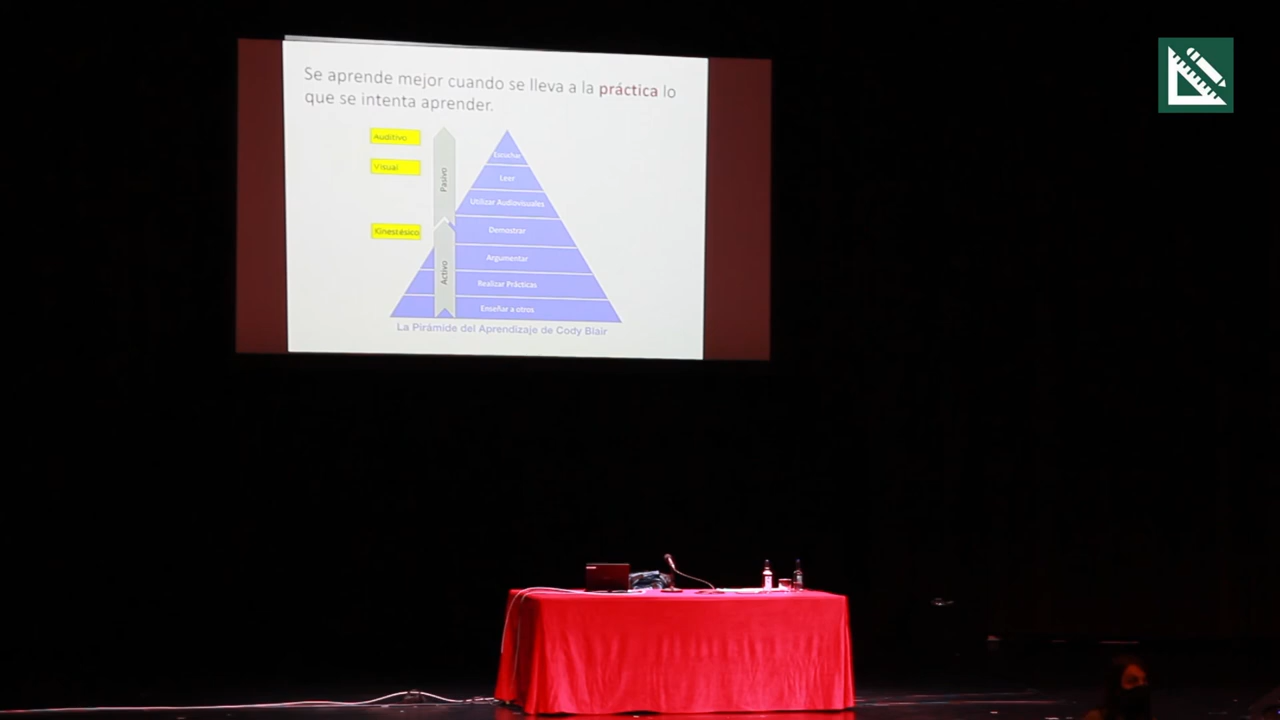 Se aprende mejor cuando se lleva a la práctica lo
que se intenta aprender.
Auditivo
Visual
Kinestésico
Pasivo
Activo
Escuchar
Leer
Utilizar Audiovisuales
Demostrar
Argumentar
Realizar Prácticas
Enseñar a otros
La Pirámide del Aprendizaje de Cody Blair